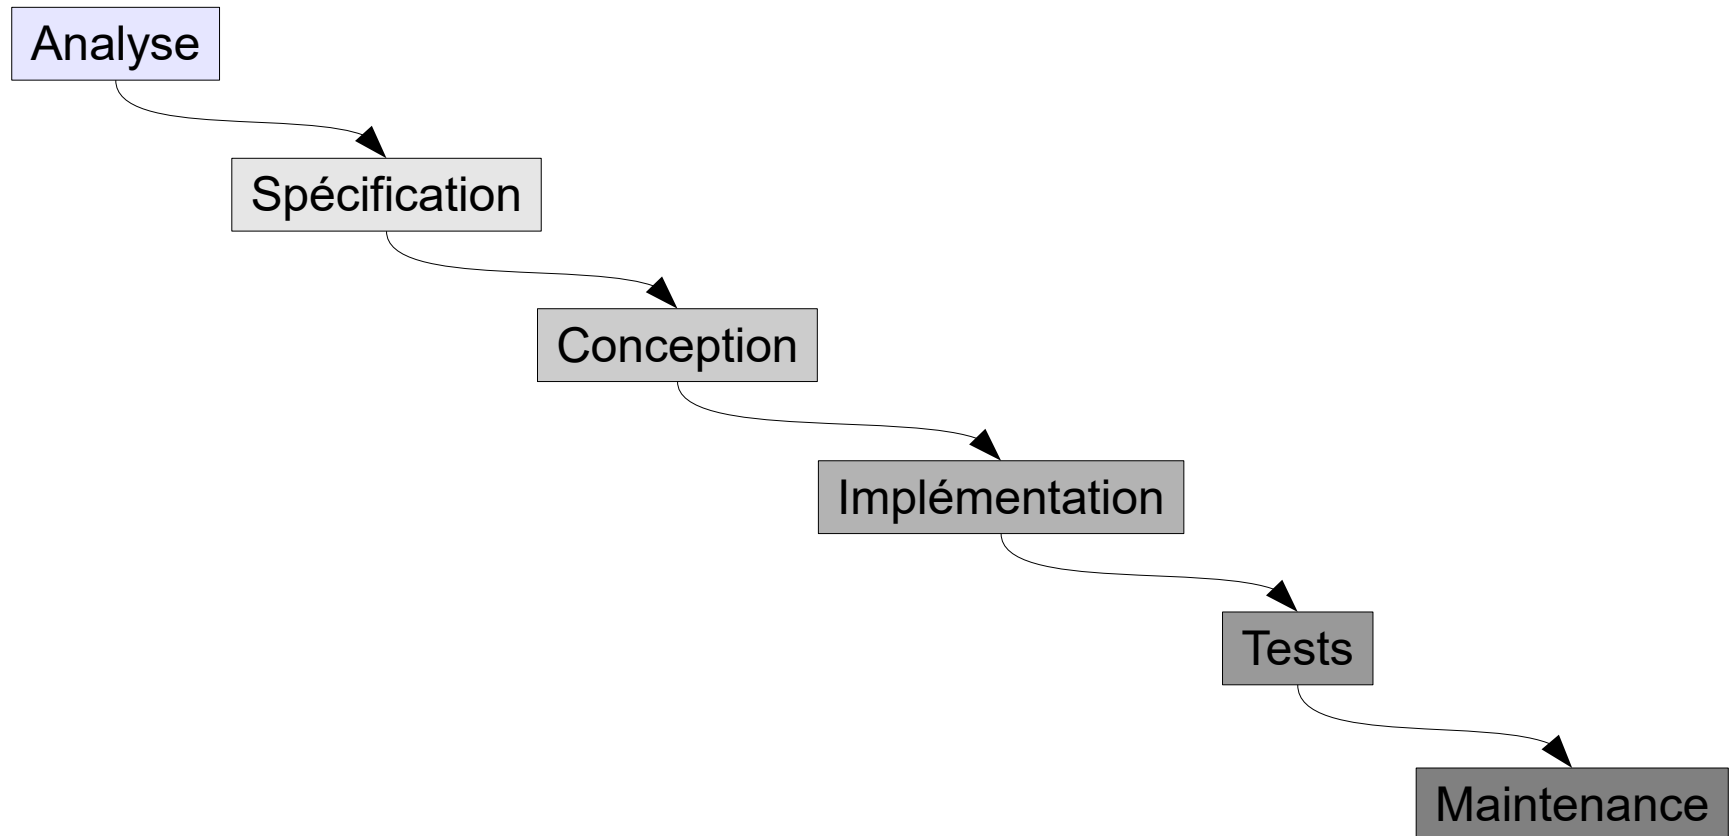 Analyse
Spécification
Conception
Implémentation
Tests
Maintenance